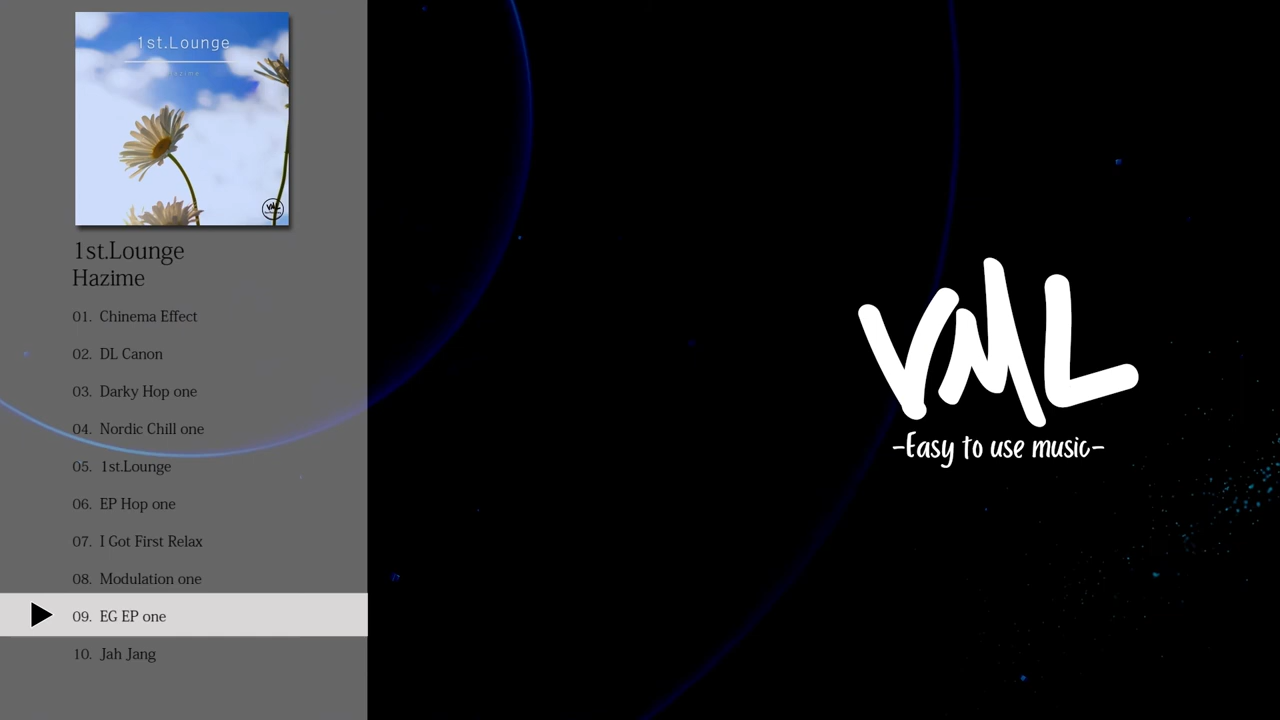 1st.Lounge
1st.Lounge
Hazime
01. Chinema Effect
02. DL Canon
03. Darky Hop one
04. Nordic Chill one
05. 1st.Lounge
06. EP Hop one
07. I Got First Relax
08. Modulation one
09. EG EP one
10. Jah Jang
VML
-Easy to use music-